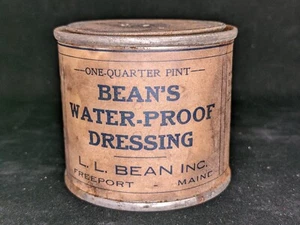 —ONE-QUARTER PINT—
BEAN'S
WATER-PROOF
DRESSING
L. L. BEAN INC.
FREEPORT - MAINE